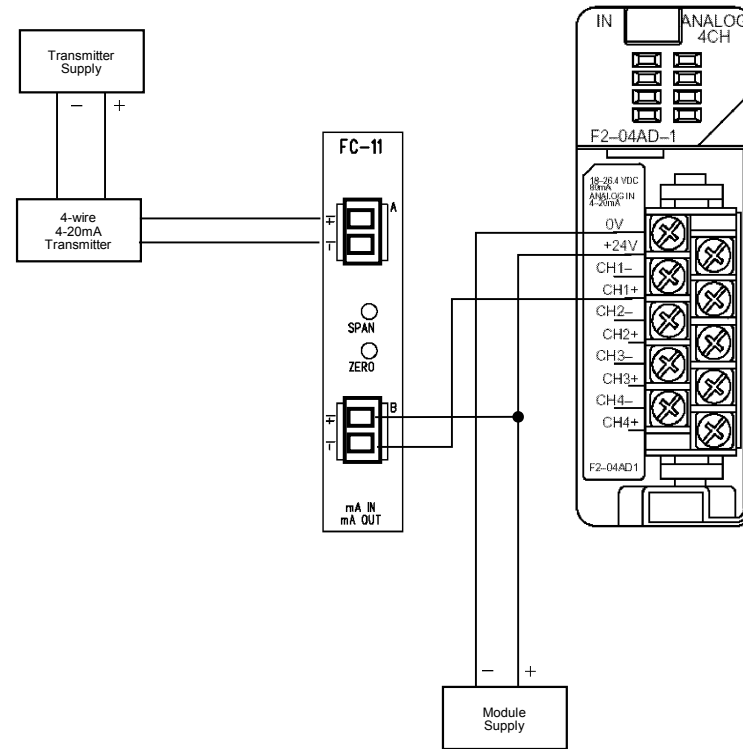 Transmitter
Supply
– +
4-wire
4-20mA
Transmitter
FC-11
A
+
–
SPAN
ZERO
B
+
–
mA IN
mA OUT
IN
ANALOG
4CH
F2-04AD-1
18-26.4 VDC
80mA
ANALOG IN
4-20mA
0V
+24V
CH1–
CH1+
CH2–
CH2+
CH3–
CH3+
CH4–
CH4+
F2-04AD1
– +
Module
Supply